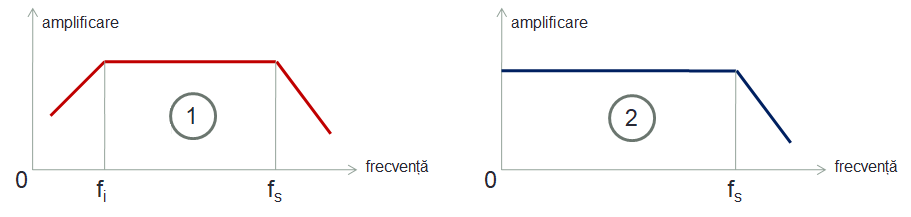 amplificare
1
frecvență
0
fi
fs
amplificare
2
frecvență
0
fs